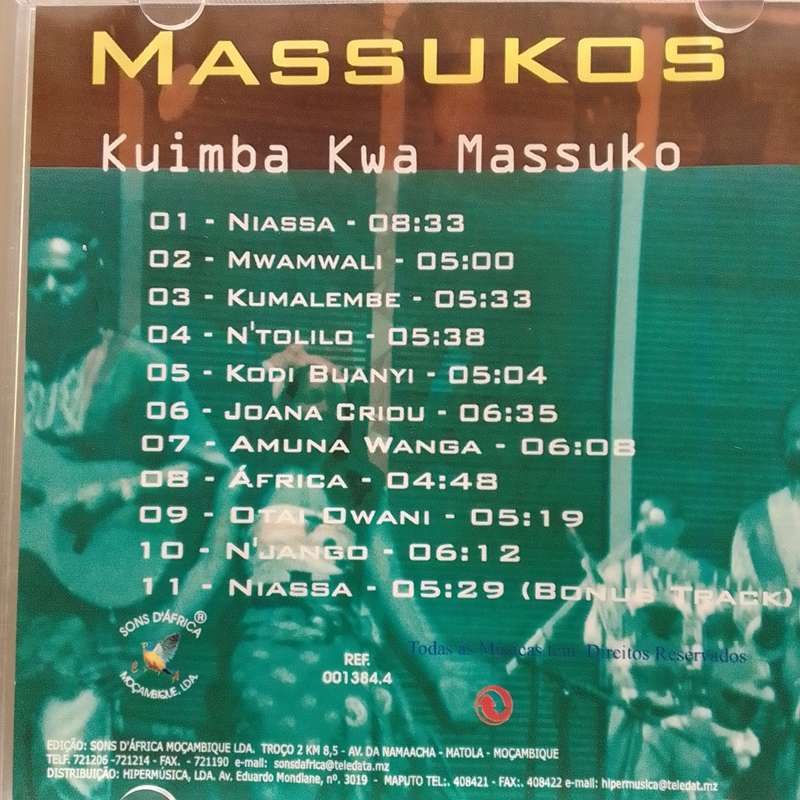 MASSUKOS
Kuimba Kwa Massuko
01 - NIASSA - 08:33
02 - MWAMWALI - 05:00
03 - KUMALEMBE - 05:33
04 - N'TOLILO - 05:38
05 - KODI BUANYI - 05:04
06 - JOANA CRIOU - 06:35
07 - AMUNA WANGA - 06:08
08 - ÁFRICA - 04:48
09 - OTAI OWANI - 05:19
10 - N'JANGO - 06:12
11 - NIASSA - 05:29 (BONUS TRACK)
SONS D'ÁFRICA ®
MOÇAMBIQUE, LDA.
REF.
001384.4
Todas as Músicas tem Direitos Reservados
EDIÇÃO: SONS D'ÁFRICA MOÇAMBIQUE LDA. TROÇO 2 KM 8,5 - AV. DA NAMAACHA - MATOLA - MOÇAMBIQUE
TELF. 721206 -721214 - FAX. - 721190 e-mail: sonsdafrica@teledata.mz
DISTRIBUIÇÃO: HIPERMÚSICA, LDA. Av. Eduardo Mondlane, nº. 3019 - MAPUTO TEL:. 408421 - FAX:. 408422 e-mail: hipermusica@teledat.mz